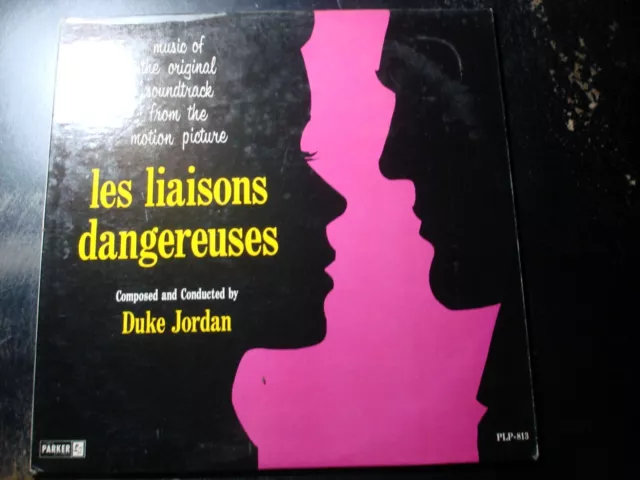 music of
the original
soundtrack
from the
motion picture
les liaisons
dangereuses
Composed and Conducted by
Duke Jordan
PARKER
PLP-813